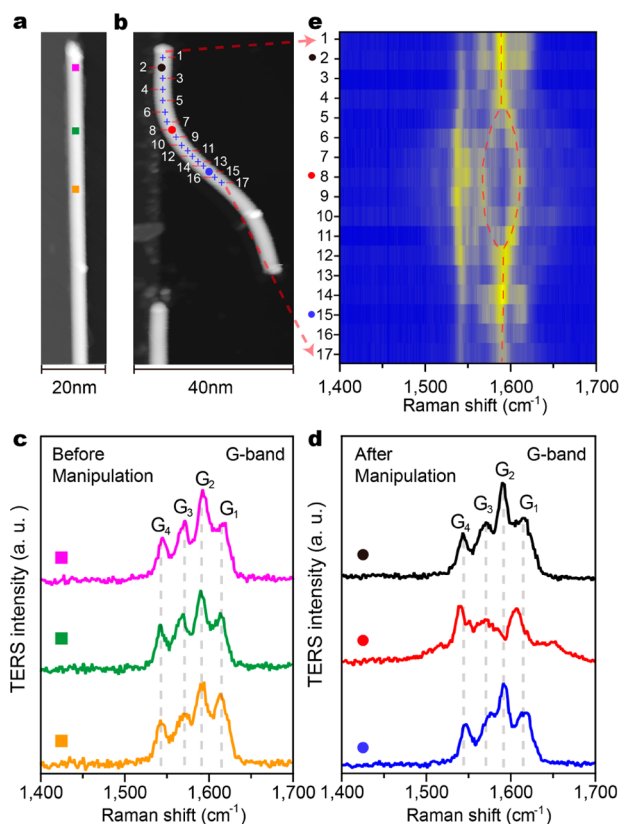 a
20nm
b
1
2
3
4
5
6
7
8
9
10
11
12
13
14
15
16
17
40nm
e
1
2
3
4
5
6
7
8
9
10
11
12
13
14
15
16
17
1,400 1,500 1,600 1,700
Raman shift (cm⁻¹)
c
Before
Manipulation
G-band
G₄ G₃ G₂ G₁
TERS intensity (a. u.)
1,400 1,500 1,600 1,700
Raman shift (cm⁻¹)
d
After
Manipulation
G-band
G₄ G₃ G₂ G₁
TERS intensity (a. u.)
1,400 1,500 1,600 1,700
Raman shift (cm⁻¹)